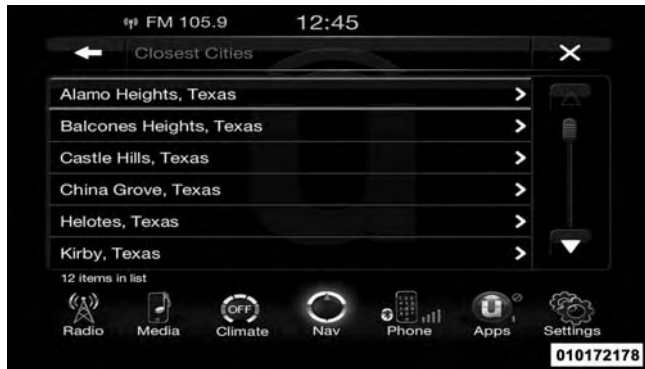 FM 105.9 12:45
Closest Cities
Alamo Heights, Texas
Balcones Heights, Texas
Castle Hills, Texas
China Grove, Texas
Helotes, Texas
Kirby, Texas
12 items in list
OFF
Radio Media Climate Nav Phone Apps Settings
010172178